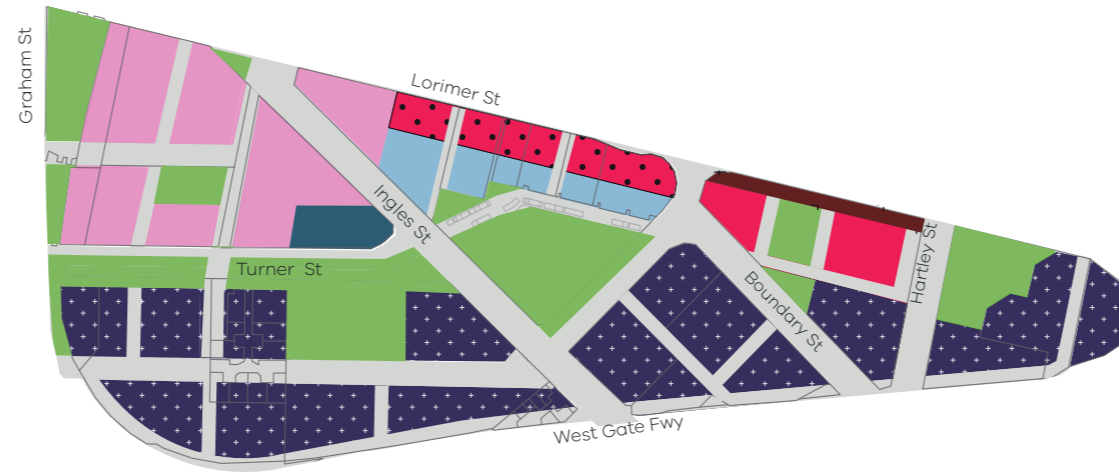 Graham St
Lorimer St
Ingles St
Turner St
Boundary St
Hartley St
West Gate Fwy